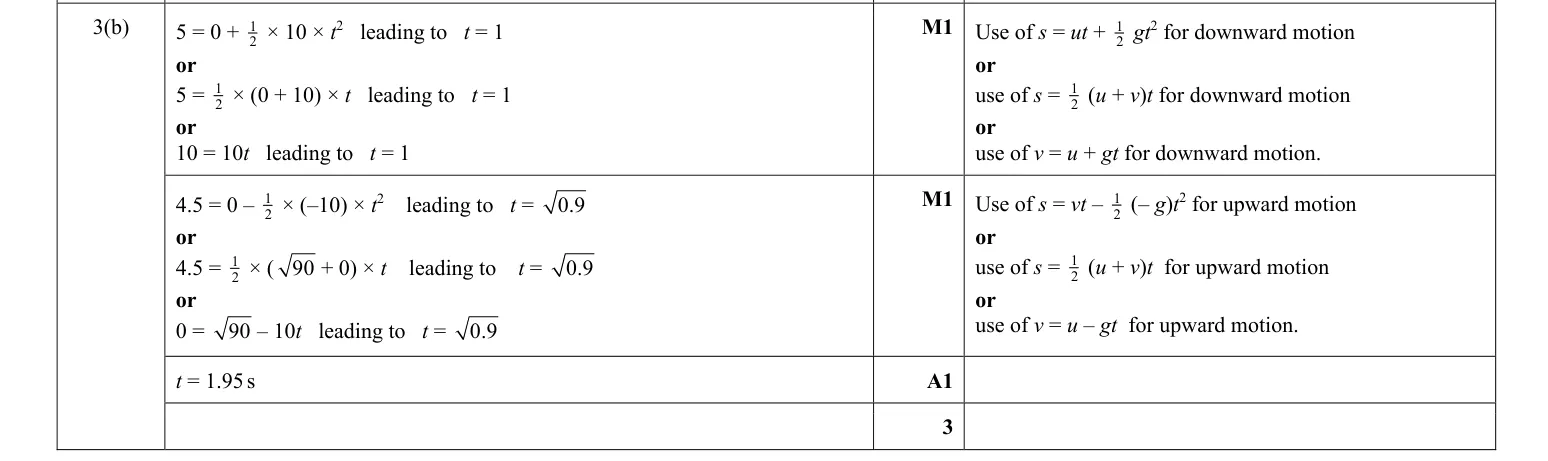 3(b)
5 = 0 + 1/2 × 10 × t² leading to t = 1
or
5 = 1/2 × (0 + 10) × t leading to t = 1
or
10 = 10t leading to t = 1
M1
Use of s = ut + 1/2 gt² for downward motion
or
use of s = 1/2 (u + v)t for downward motion
or
use of v = u + gt for downward motion.
4.5 = 0 – 1/2 × (–10) × t² leading to t = √0.9
or
4.5 = 1/2 × (√90 + 0) × t leading to t = √0.9
or
0 = √90 – 10t leading to t = √0.9
M1
Use of s = vt – 1/2 (– g)t² for upward motion
or
use of s = 1/2 (u + v)t for upward motion
or
use of v = u – gt for upward motion.
t = 1.95 s
A1
3